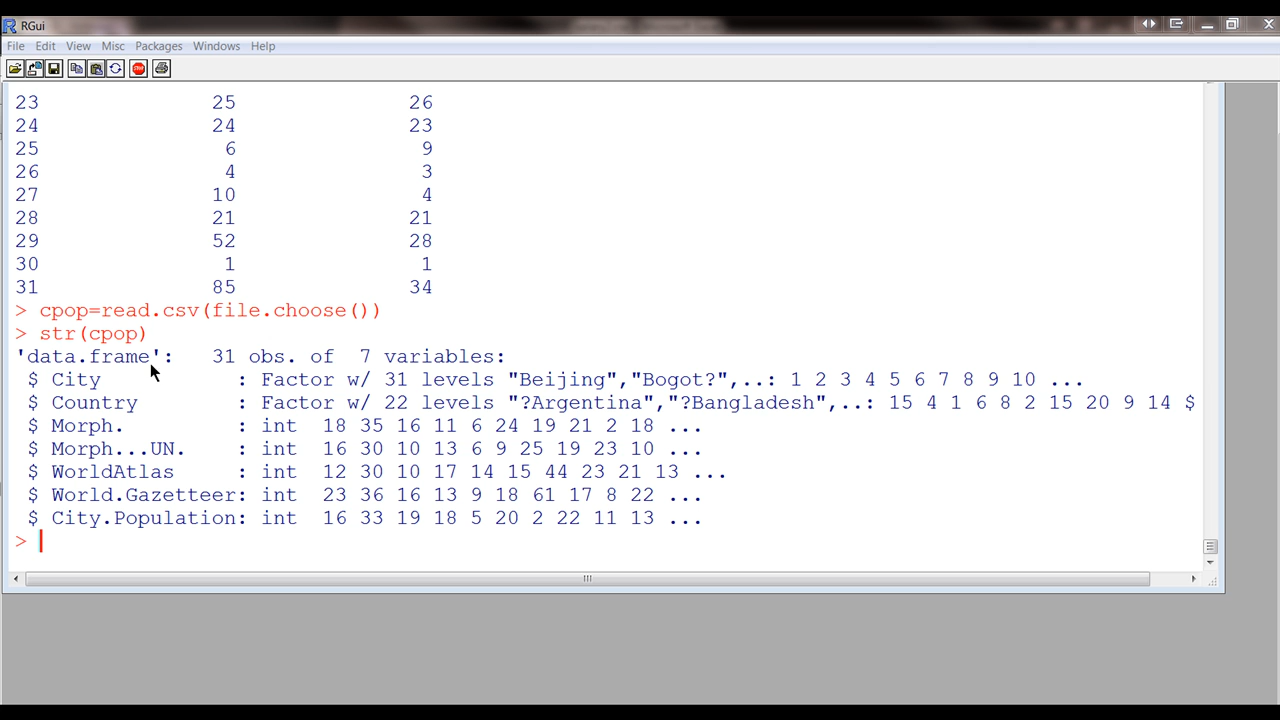 RGui
File Edit View Misc Packages Windows Help
STOP
23 25 26
24 24 23
25 6 9
26 4 3
27 10 4
28 21 21
29 52 28
30 1 1
31 85 34
> cpop=read.csv(file.choose())
> str(cpop)
'data.frame': 31 obs. of 7 variables:
$ City : Factor w/ 31 levels "Beijing","Bogot?",..: 1 2 3 4 5 6 7 8 9 10 ...
$ Country : Factor w/ 22 levels "?Argentina","?Bangladesh",..: 15 4 1 6 8 2 15 20 9 14 $
$ Morph. : int 18 35 16 11 6 24 19 21 2 18 ...
$ Morph...UN. : int 16 30 10 13 6 9 25 19 23 10 ...
$ WorldAtlas : int 12 30 10 17 14 15 44 23 21 13 ...
$ World.Gazetteer: int 23 36 16 13 9 18 61 17 8 22 ...
$ City.Population: int 16 33 19 18 5 20 2 22 11 13 ...
>